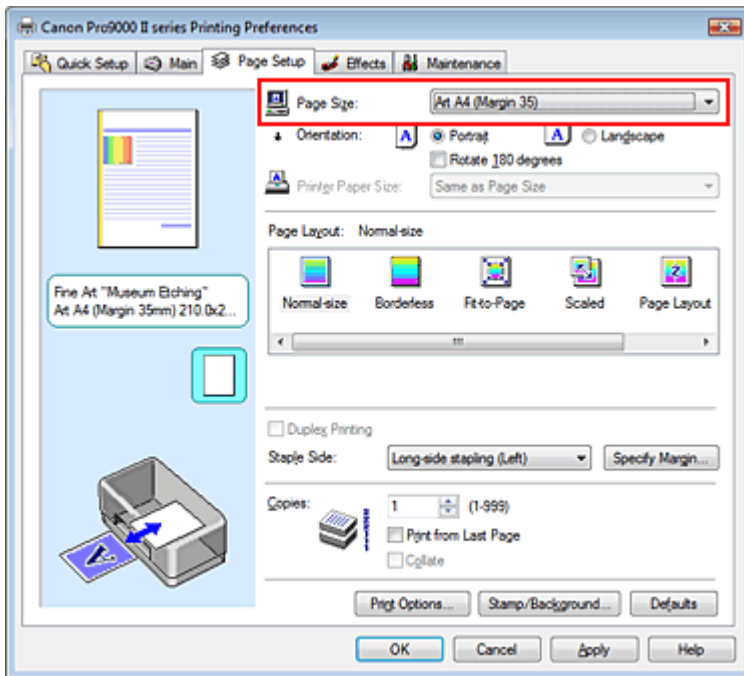 Canon Pro9000 II series Printing Preferences
Quick Setup Main Page Setup Effects Maintenance
Page Size: Art A4 (Margin 35)
Orientation: A Portrait A Landscape
Rotate 180 degrees
Printer Paper Size: Same as Page Size
Page Layout: Normal-size
Normal-size Borderless Fit-to-Page Scaled Page Layout
Fine Art "Museum Etching"
Art A4 (Margin 35mm) 210.0x2...
Duplex Printing
Staple Side: Long-side stapling (Left) Specify Margin...
Copies: 1 (1-999)
Print from Last Page
Collate
Print Options... Stamp/Background... Defaults
OK Cancel Apply Help